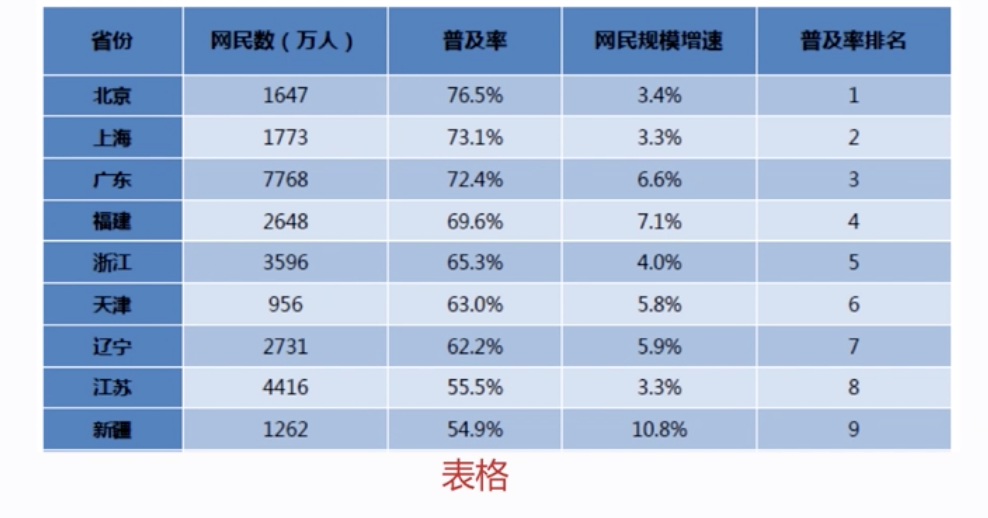 省份 网民数（万人） 普及率 网民规模增速 普及率排名
北京 1647 76.5% 3.4% 1
上海 1773 73.1% 3.3% 2
广东 7768 72.4% 6.6% 3
福建 2648 69.6% 7.1% 4
浙江 3596 65.3% 4.0% 5
天津 956 63.0% 5.8% 6
辽宁 2731 62.2% 5.9% 7
江苏 4416 55.5% 3.3% 8
新疆 1262 54.9% 10.8% 9
表格